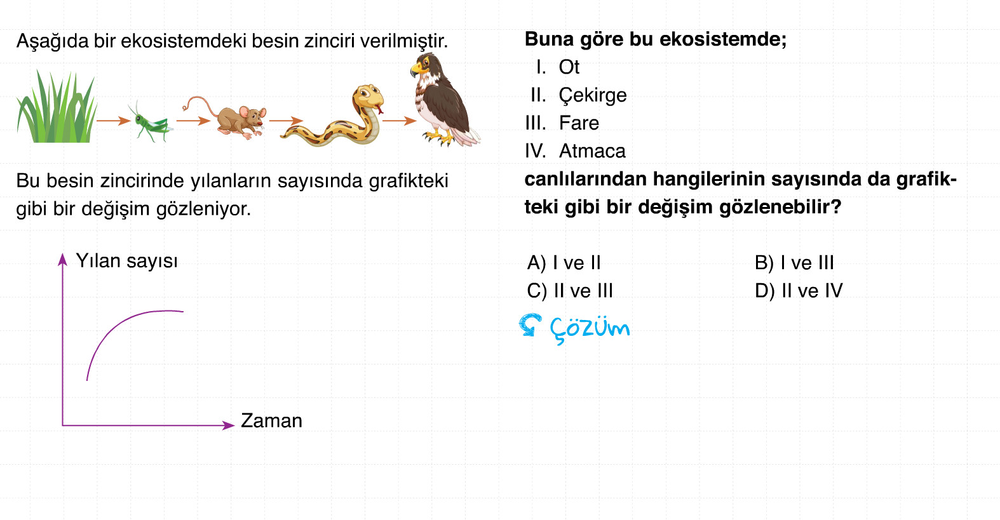 Aşağıda bir ekosistemdeki besin zinciri verilmiştir.
Bu besin zincirinde yılanların sayısında grafikteki
gibi bir değişim gözleniyor.
Yılan sayısı
Zaman
Buna göre bu ekosistemde;
I. Ot
II. Çekirge
III. Fare
IV. Atmaca
canlılarından hangilerinin sayısında da grafik-
teki gibi bir değişim gözlenebilir?
A) I ve II
B) I ve III
C) II ve III
D) II ve IV
Çözüm